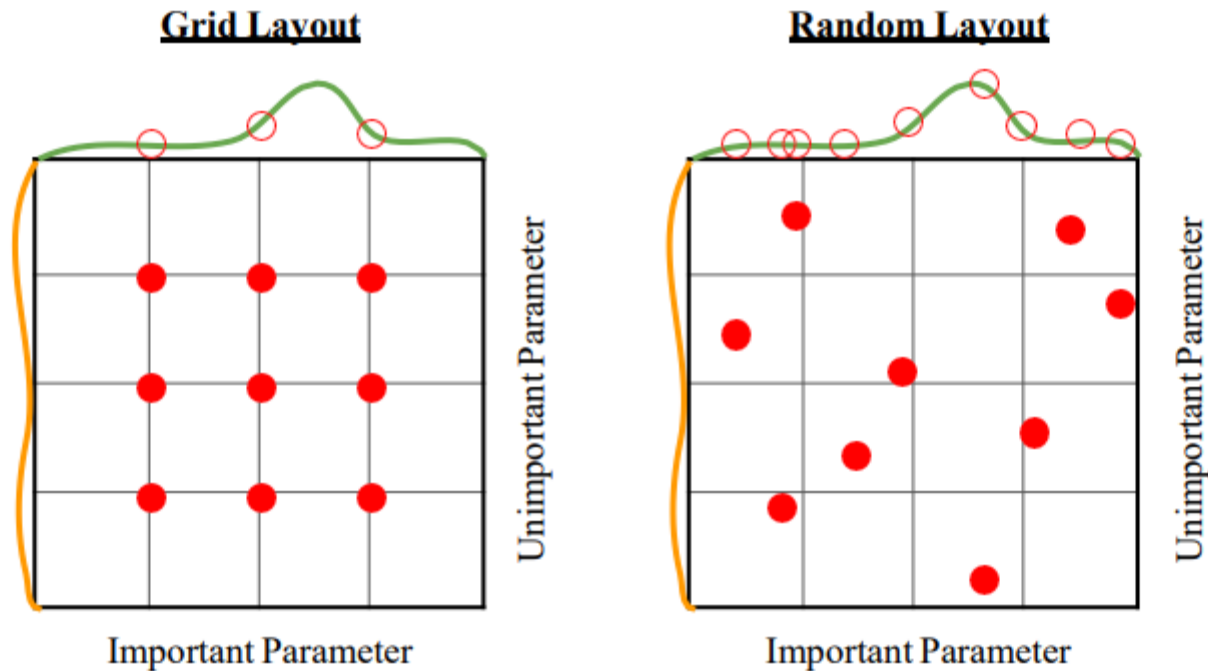 Grid Layout
Random Layout
Unimportant Parameter
Unimportant Parameter
Important Parameter
Important Parameter